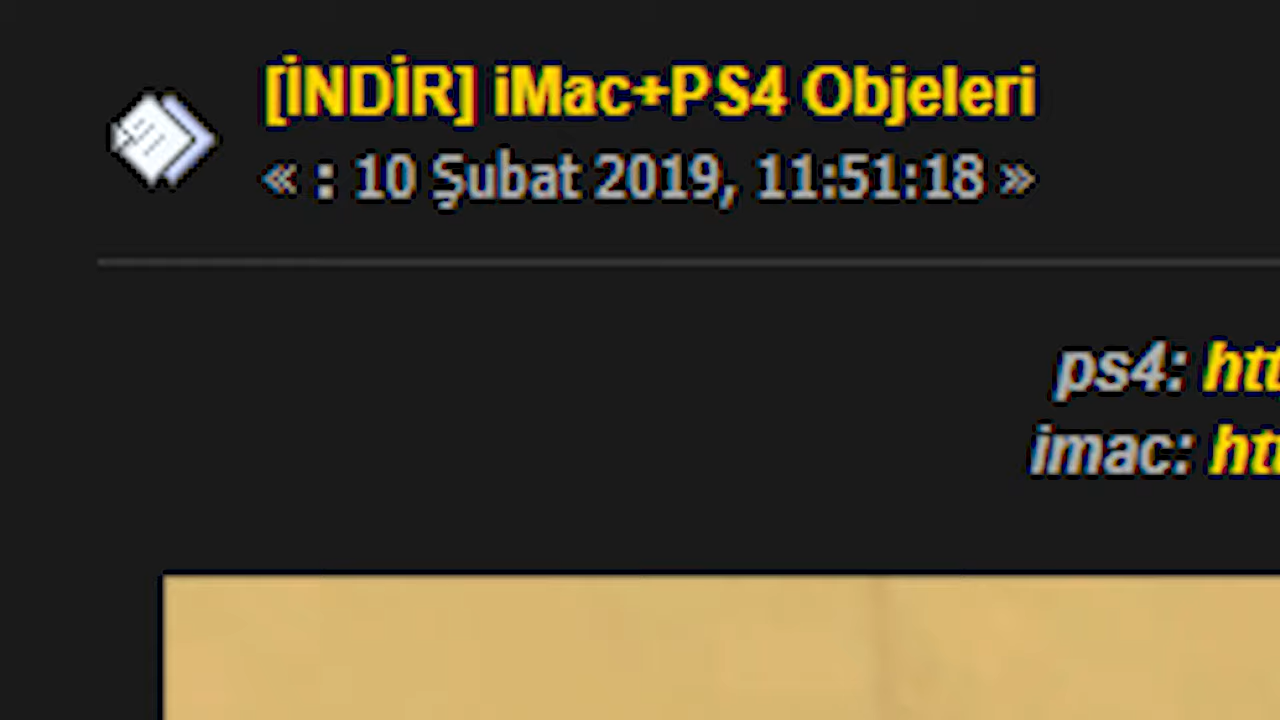 [İNDİR] iMac+PS4 Objeleri
« : 10 Şubat 2019, 11:51:18 »
ps4:
imac: